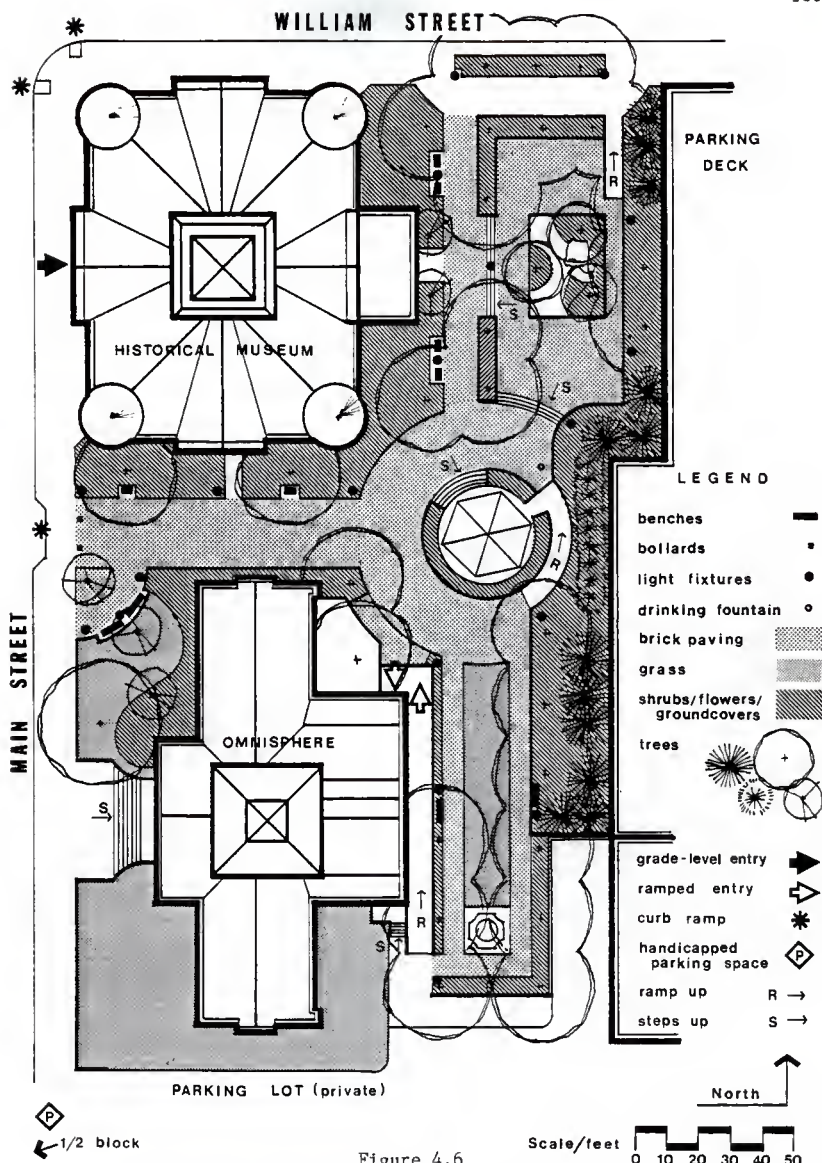 WILLIAM STREET
PARKING
DECK
R
S
HISTORICAL MUSEUM
S
S
R
MAIN STREET
OMNISPHERE
S
R
S
LEGEND
benches
bollards
light fixtures
drinking fountain
brick paving
grass
shrubs/flowers/
groundcovers
trees
grade-level entry
ramped entry
curb ramp
handicapped
parking space
P
ramp up R
steps up S
PARKING LOT (private)
North
P
1/2 block
Figure 4.6
Scale/feet
0 10 20 30 40 50